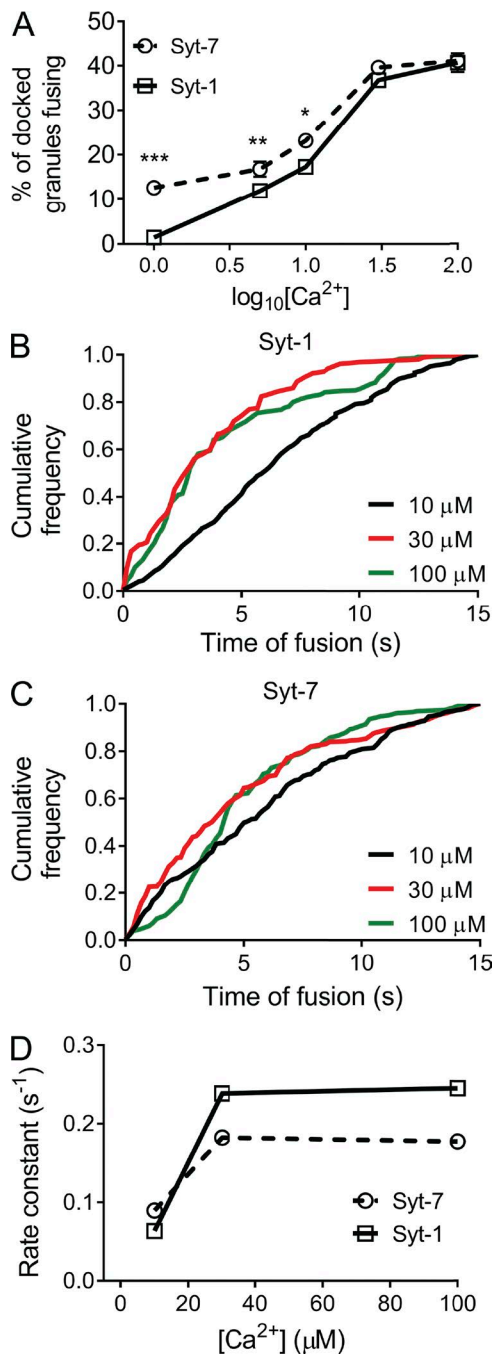 A
Syt-7
Syt-1
% of docked
granules fusing
50
40
30
20
10
0
***
**
*
0.0 0.5 1.0 1.5 2.0
log10[Ca2+]
B
Syt-1
Cumulative
frequency
1.0
0.8
0.6
0.4
0.2
0.0
10 µM
30 µM
100 µM
0 5 10 15
Time of fusion (s)
C
Syt-7
Cumulative
frequency
1.0
0.8
0.6
0.4
0.2
0.0
10 µM
30 µM
100 µM
0 5 10 15
Time of fusion (s)
D
Rate constant (s-1)
0.3
0.2
0.1
0.0
Syt-7
Syt-1
0 20 40 60 80 100
[Ca2+] (µM)